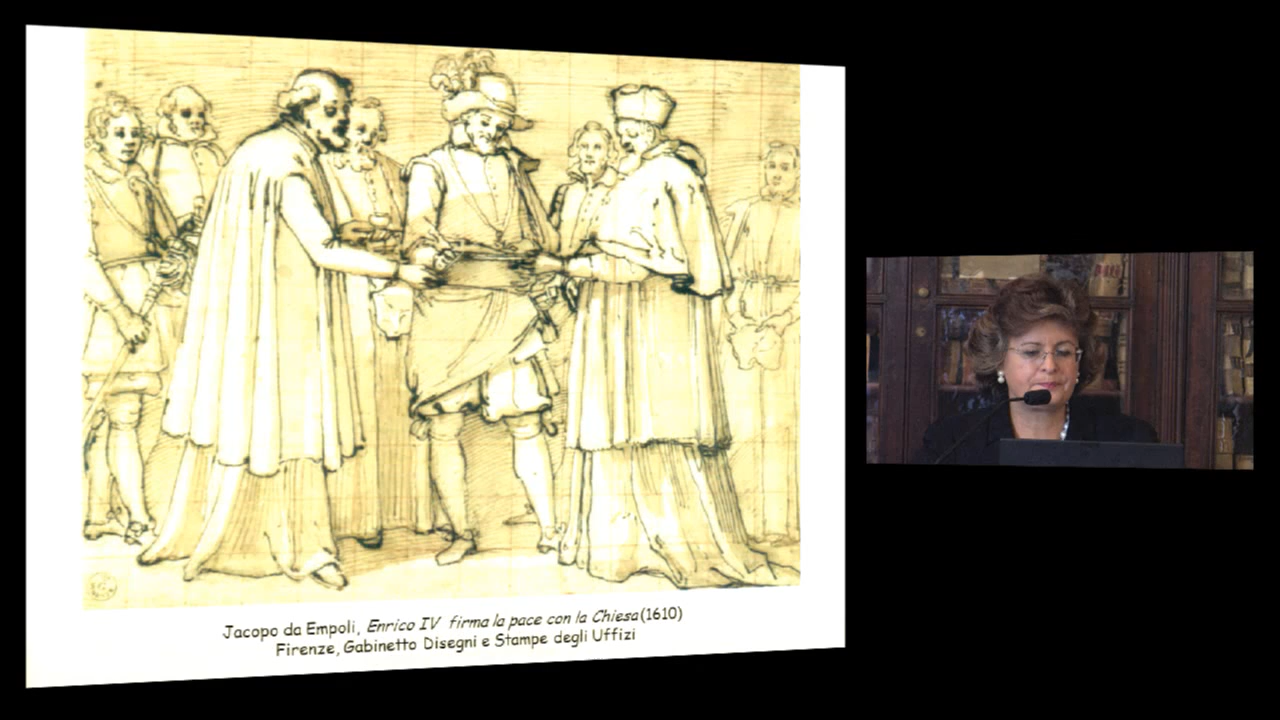 Jacopo da Empoli, Enrico IV firma la pace con la Chiesa (1610)
Firenze, Gabinetto Disegni e Stampe degli Uffizi